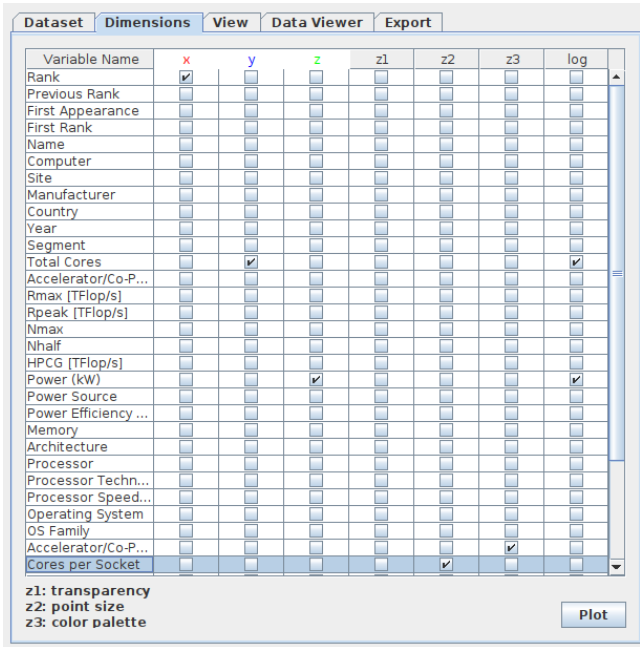 Dataset Dimensions View Data Viewer Export
Variable Name x y z z1 z2 z3 log
Rank
Previous Rank
First Appearance
First Rank
Name
Computer
Site
Manufacturer
Country
Year
Segment
Total Cores
Accelerator/Co-P...
Rmax [TFlop/s]
Rpeak [TFlop/s]
Nmax
Nhalf
HPCG [TFlop/s]
Power (kW)
Power Source
Power Efficiency ...
Memory
Architecture
Processor
Processor Techn...
Processor Speed...
Operating System
OS Family
Accelerator/Co-P...
Cores per Socket
z1: transparency
z2: point size
z3: color palette
Plot